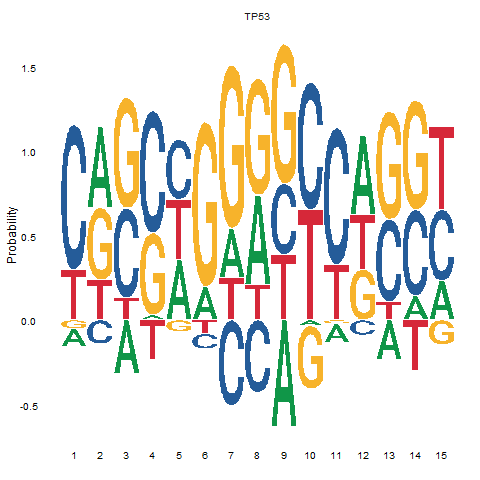 TP53
1.5
1.0
0.5
0.0
-0.5
Probability
C T G A
A G T C
G C T A
C G A T
C T A G
G A T C
G A T C
G A T C
G C T A
C T A G
C T T A
A T G C
G C T A
G C A T
T C A G
1 2 3 4 5 6 7 8 9 10 11 12 13 14 15